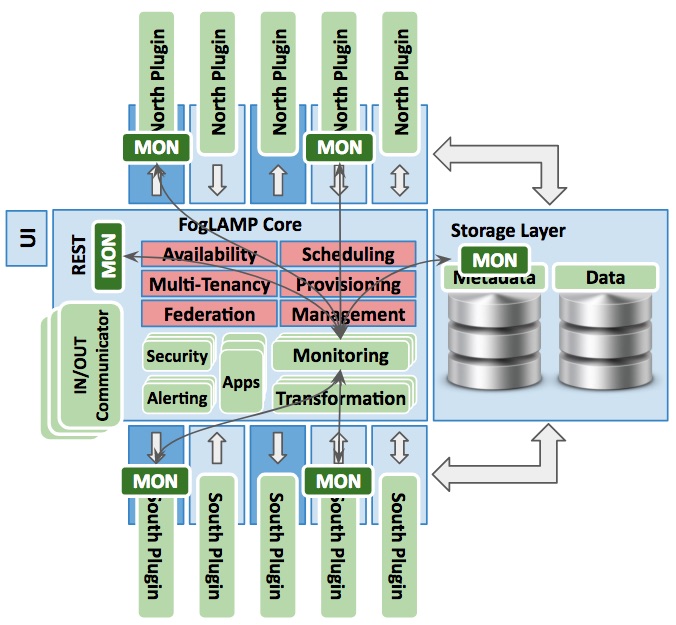 North Plugin
North Plugin
North Plugin
North Plugin
North Plugin
MON
MON
UI
REST
MON
FogLAMP Core
Availability
Scheduling
Multi-Tenancy
Provisioning
Federation
Management
Security
Alerting
Apps
Monitoring
Transformation
IN/OUT
Communicator
Storage Layer
MON
Metadata
Data
MON
MON
South Plugin
South Plugin
South Plugin
South Plugin
South Plugin